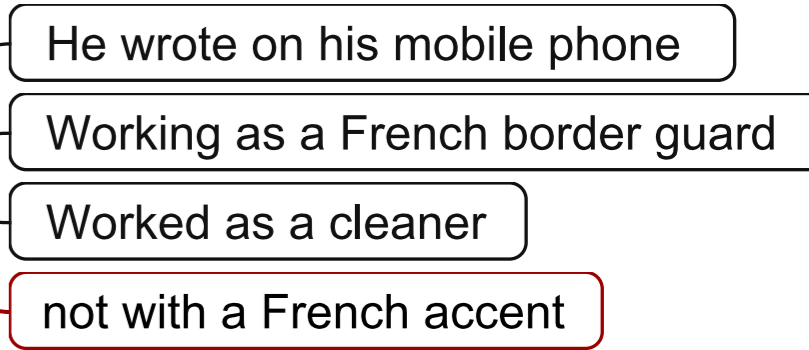 He wrote on his mobile phone
Working as a French border guard
Worked as a cleaner
not with a French accent